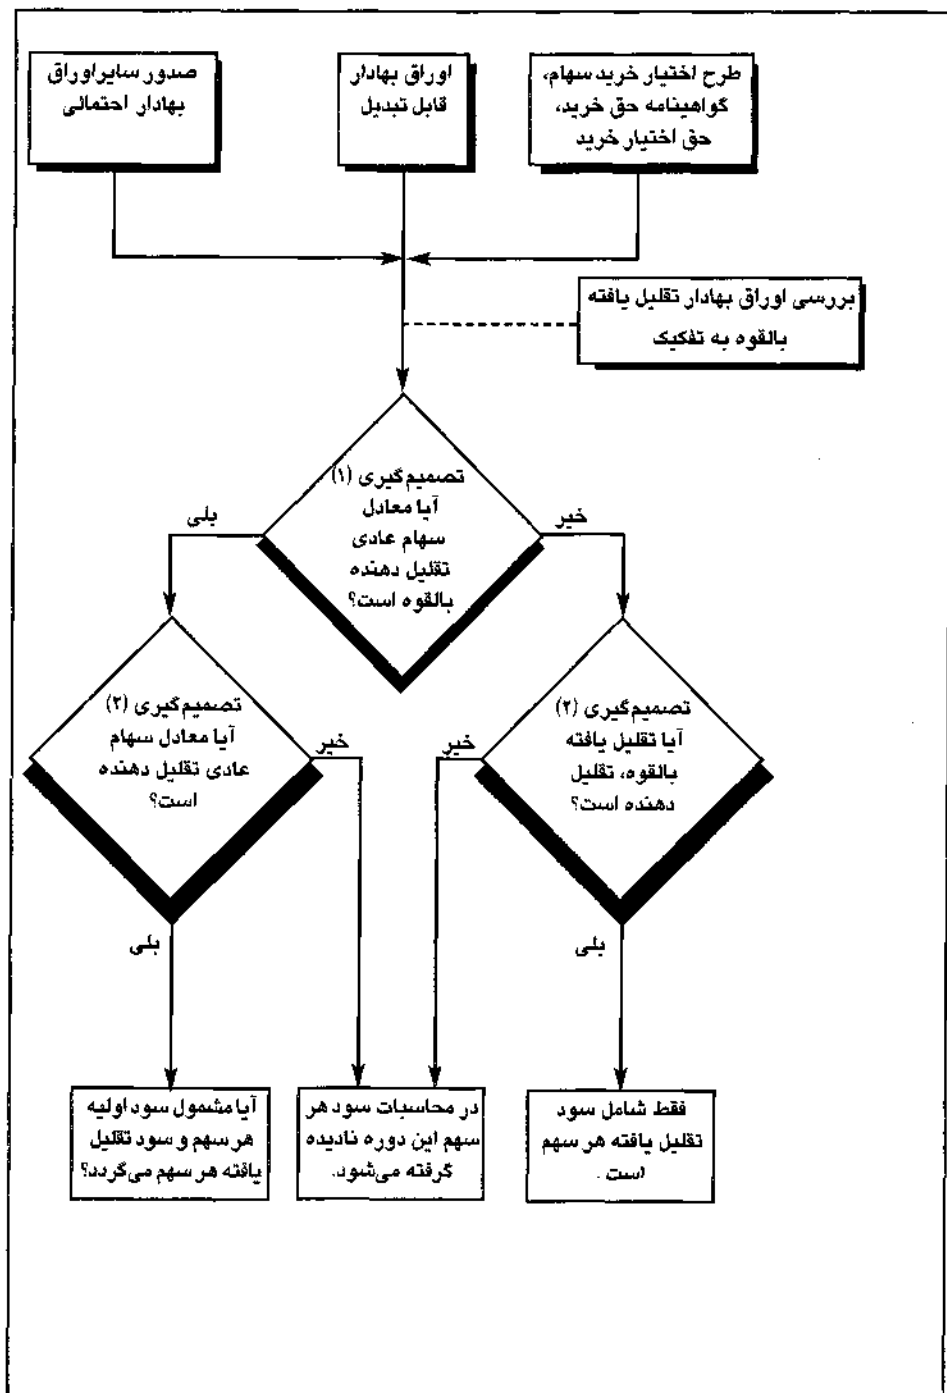 طرح اختیار خرید سهام،
گواهینامه حق خرید،
حق اختیار خرید
اوراق بهادار
قابل تبدیل
صدور سایر اوراق
بهادار احتمالی
بررسی اوراق بهادار تقلیل یافته
بالقوه به تفکیک
تصمیم‌گیری (۱)
آیا معادل
سهام عادی
تقلیل دهنده
بالقوه است؟
خیر
بلی
تصمیم‌گیری (۲)
آیا تقلیل یافته
بالقوه، تقلیل
دهنده است؟
خیر
بلی
تصمیم‌گیری (۲)
آیا معادل سهام
عادی تقلیل دهنده
است؟
خیر
بلی
فقط شامل سود
تقلیل یافته هر سهم
است.
در محاسبات سود هر
سهم این دوره نادیده
گرفته می‌شود.
آیا مشمول سود اولیه
هر سهم و سود تقلیل
یافته هر سهم می‌گردد؟